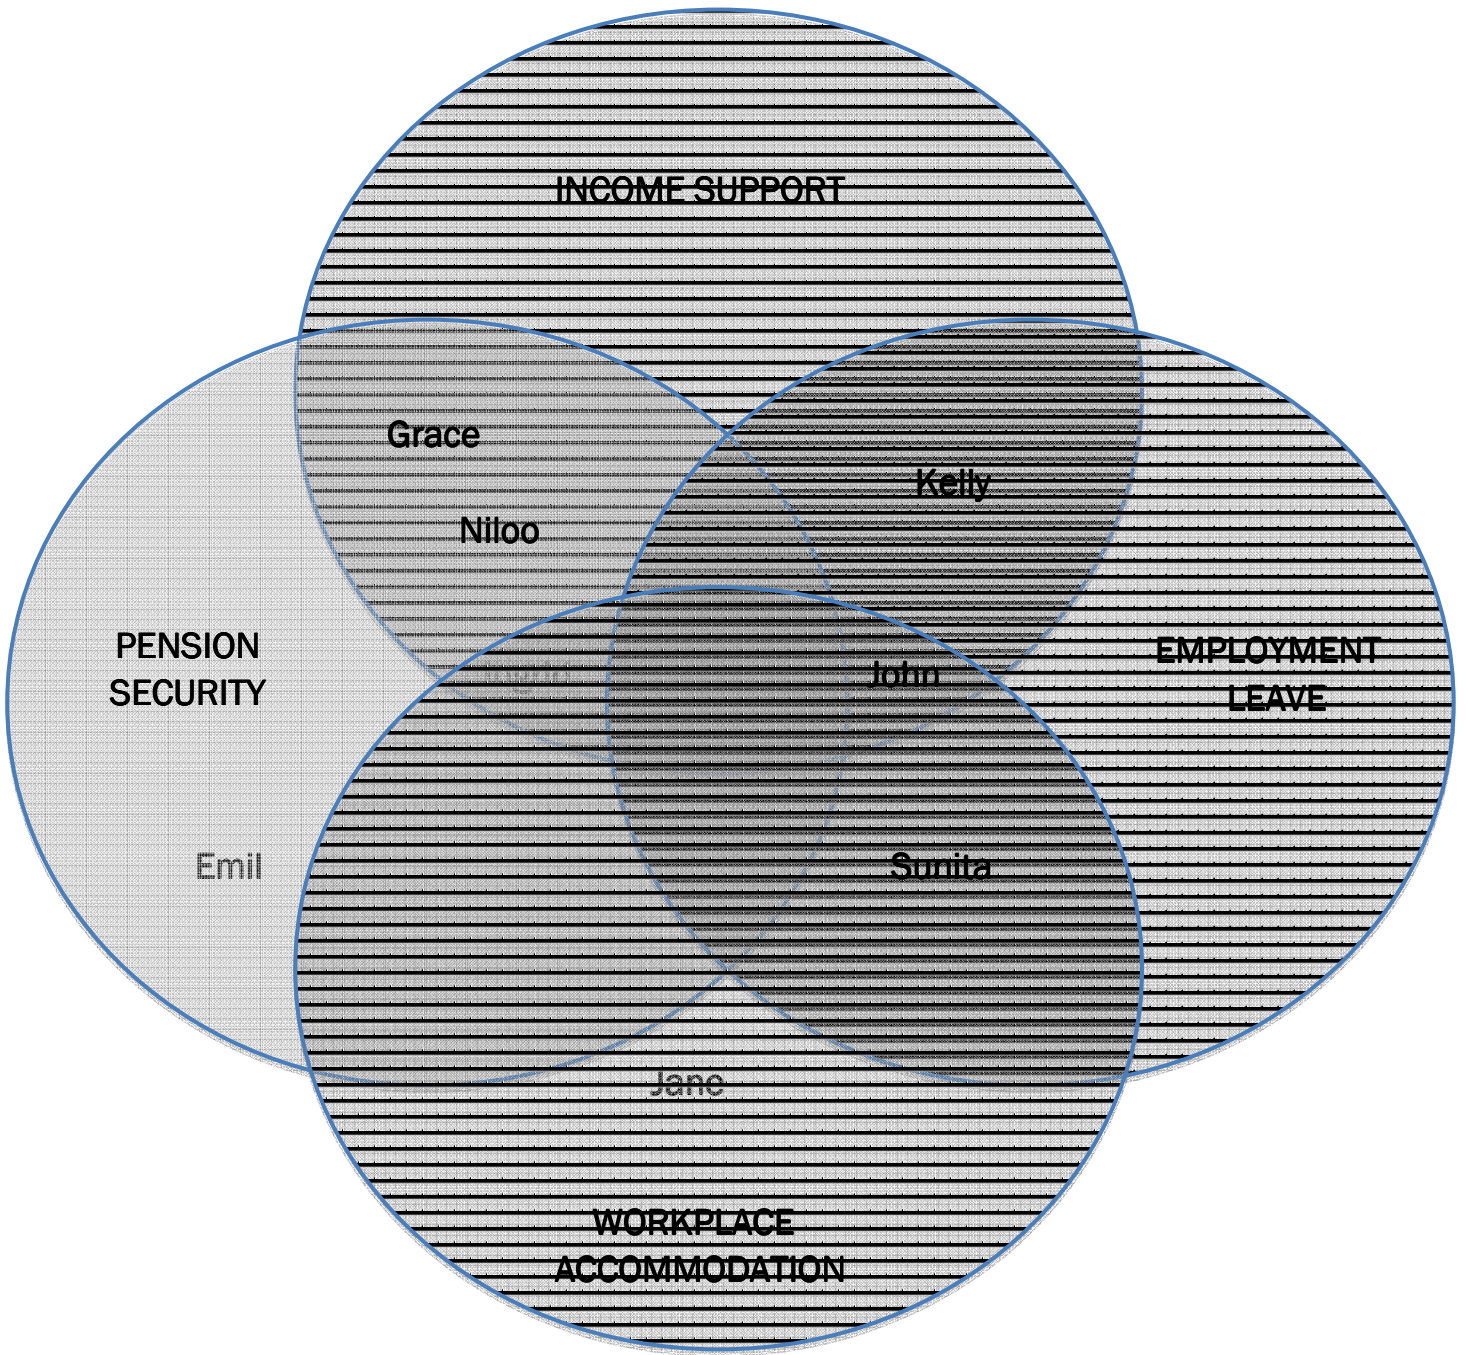 INCOME SUPPORT
Grace
Kelly
Niloo
PENSION
SECURITY
EMPLOYMENT
LEAVE
John
Emil
Sunita
Jane
WORKPLACE
ACCOMMODATION